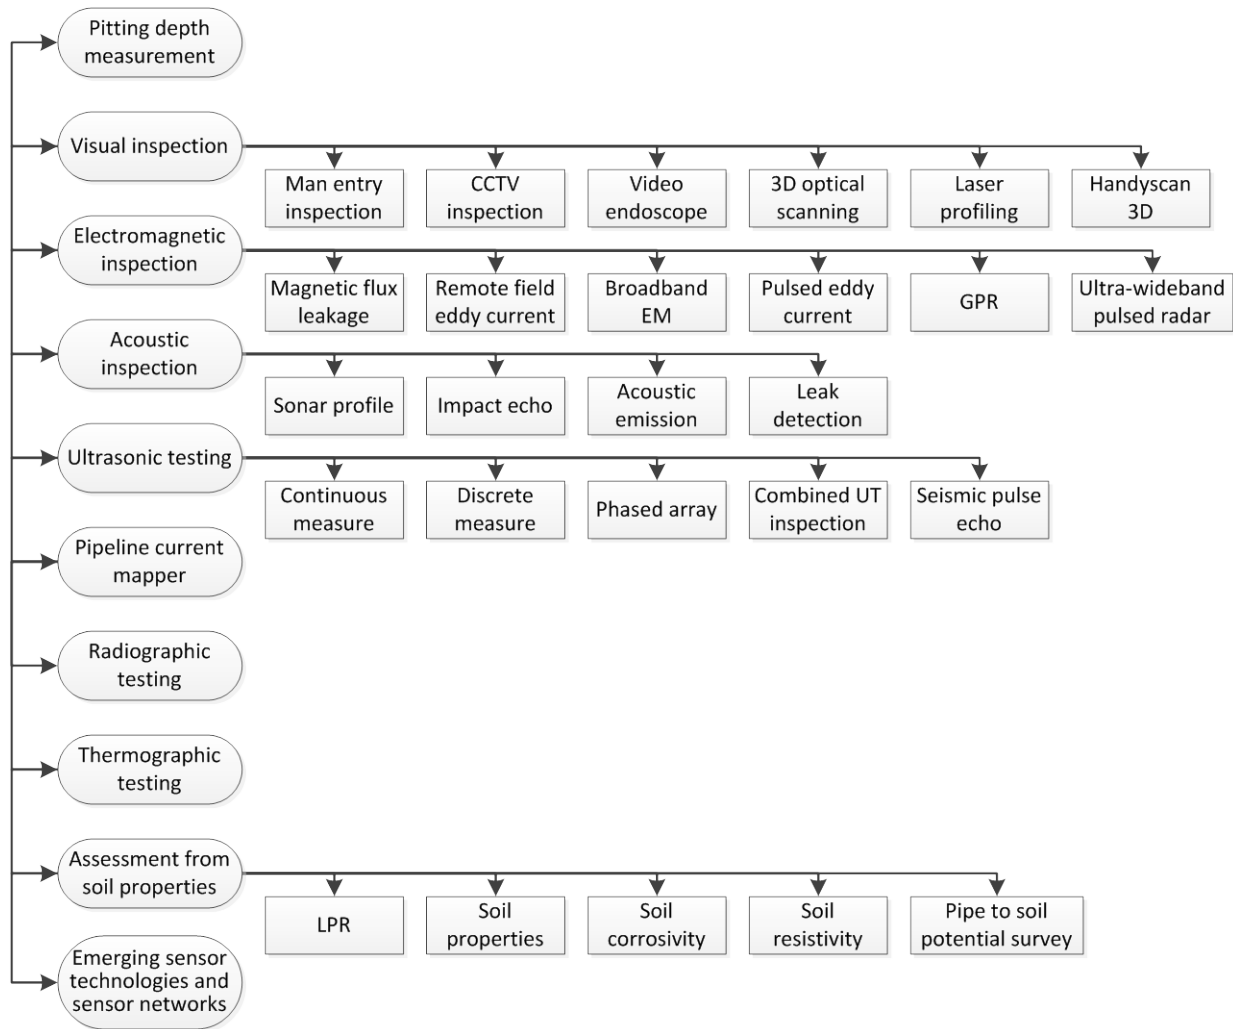 Pitting depth
measurement
Visual inspection
Man entry
inspection
CCTV
inspection
Video
endoscope
3D optical
scanning
Laser
profiling
Handyscan
3D
Electromagnetic
inspection
Magnetic flux
leakage
Remote field
eddy current
Broadband
EM
Pulsed eddy
current
GPR
Ultra-wideband
pulsed radar
Acoustic
inspection
Sonar profile
Impact echo
Acoustic
emission
Leak
detection
Ultrasonic testing
Continuous
measure
Discrete
measure
Phased array
Combined UT
inspection
Seismic pulse
echo
Pipeline current
mapper
Radiographic
testing
Thermographic
testing
Assessment from
soil properties
LPR
Soil
properties
Soil
corrosivity
Soil
resistivity
Pipe to soil
potential survey
Emerging sensor
technologies and
sensor networks